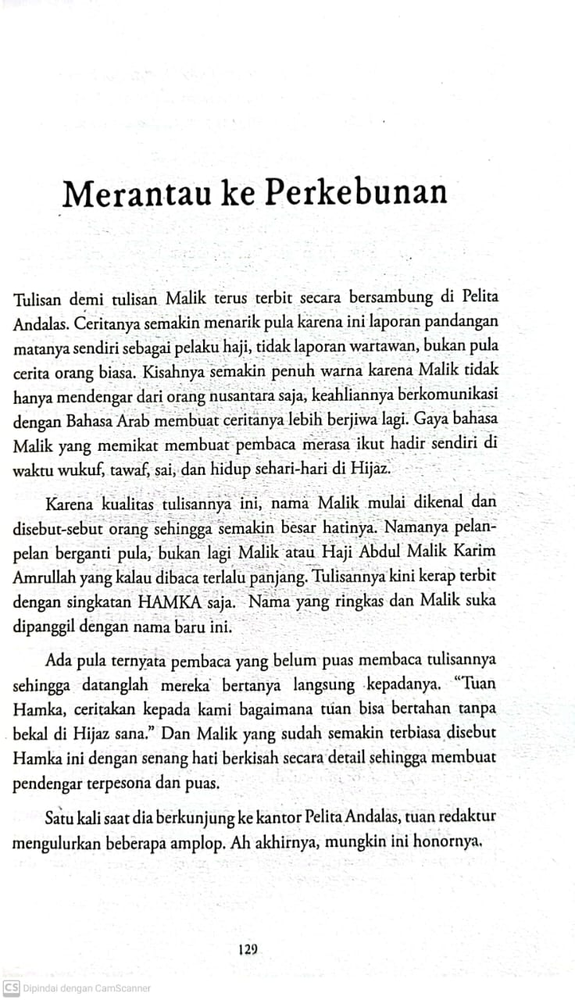 Merantau ke Perkebunan
Tulisan demi tulisan Malik terus terbit secara bersambung di Pelita
Andalas. Ceritanya semakin menarik pula karena ini laporan pandangan
matanya sendiri sebagai pelaku haji, tidak laporan wartawan, bukan pula
cerita orang biasa. Kisahnya semakin penuh warna karena Malik tidak
hanya mendengar dari orang nusantara saja, keahliannya berkomunikasi
dengan Bahasa Arab membuat ceritanya lebih berjiwa lagi. Gaya bahasa
Malik yang memikat membuat pembaca merasa ikut hadir sendiri di
waktu wukuf, tawaf, sai, dan hidup sehari-hari di Hijaz.
Karena kualitas tulisannya ini, nama Malik mulai dikenal dan
disebut-sebut orang sehingga semakin besar hatinya. Namanya pelan-
pelan berganti pula, bukan lagi Malik atau Haji Abdul Malik Karim
Amrullah yang kalau dibaca terlalu panjang. Tulisannya kini kerap terbit
dengan singkatan HAMKA saja. Nama yang ringkas dan Malik suka
dipanggil dengan nama baru ini.
Ada pula ternyata pembaca yang belum puas membaca tulisannya
sehingga datanglah mereka bertanya langsung kepadanya. “Tuan
Hamka, ceritakan kepada kami bagaimana tuan bisa bertahan tanpa
bekal di Hijaz sana.” Dan Malik yang sudah semakin terbiasa disebut
Hamka ini dengan senang hati berkisah secara detail sehingga membuat
pendengar terpesona dan puas.
Satu kali saat dia berkunjung ke kantor Pelita Andalas, tuan redaktur
mengulurkan beberapa amplop. Ah akhirnya, mungkin ini honornya.
129
CS Dipindai dengan CamScanner